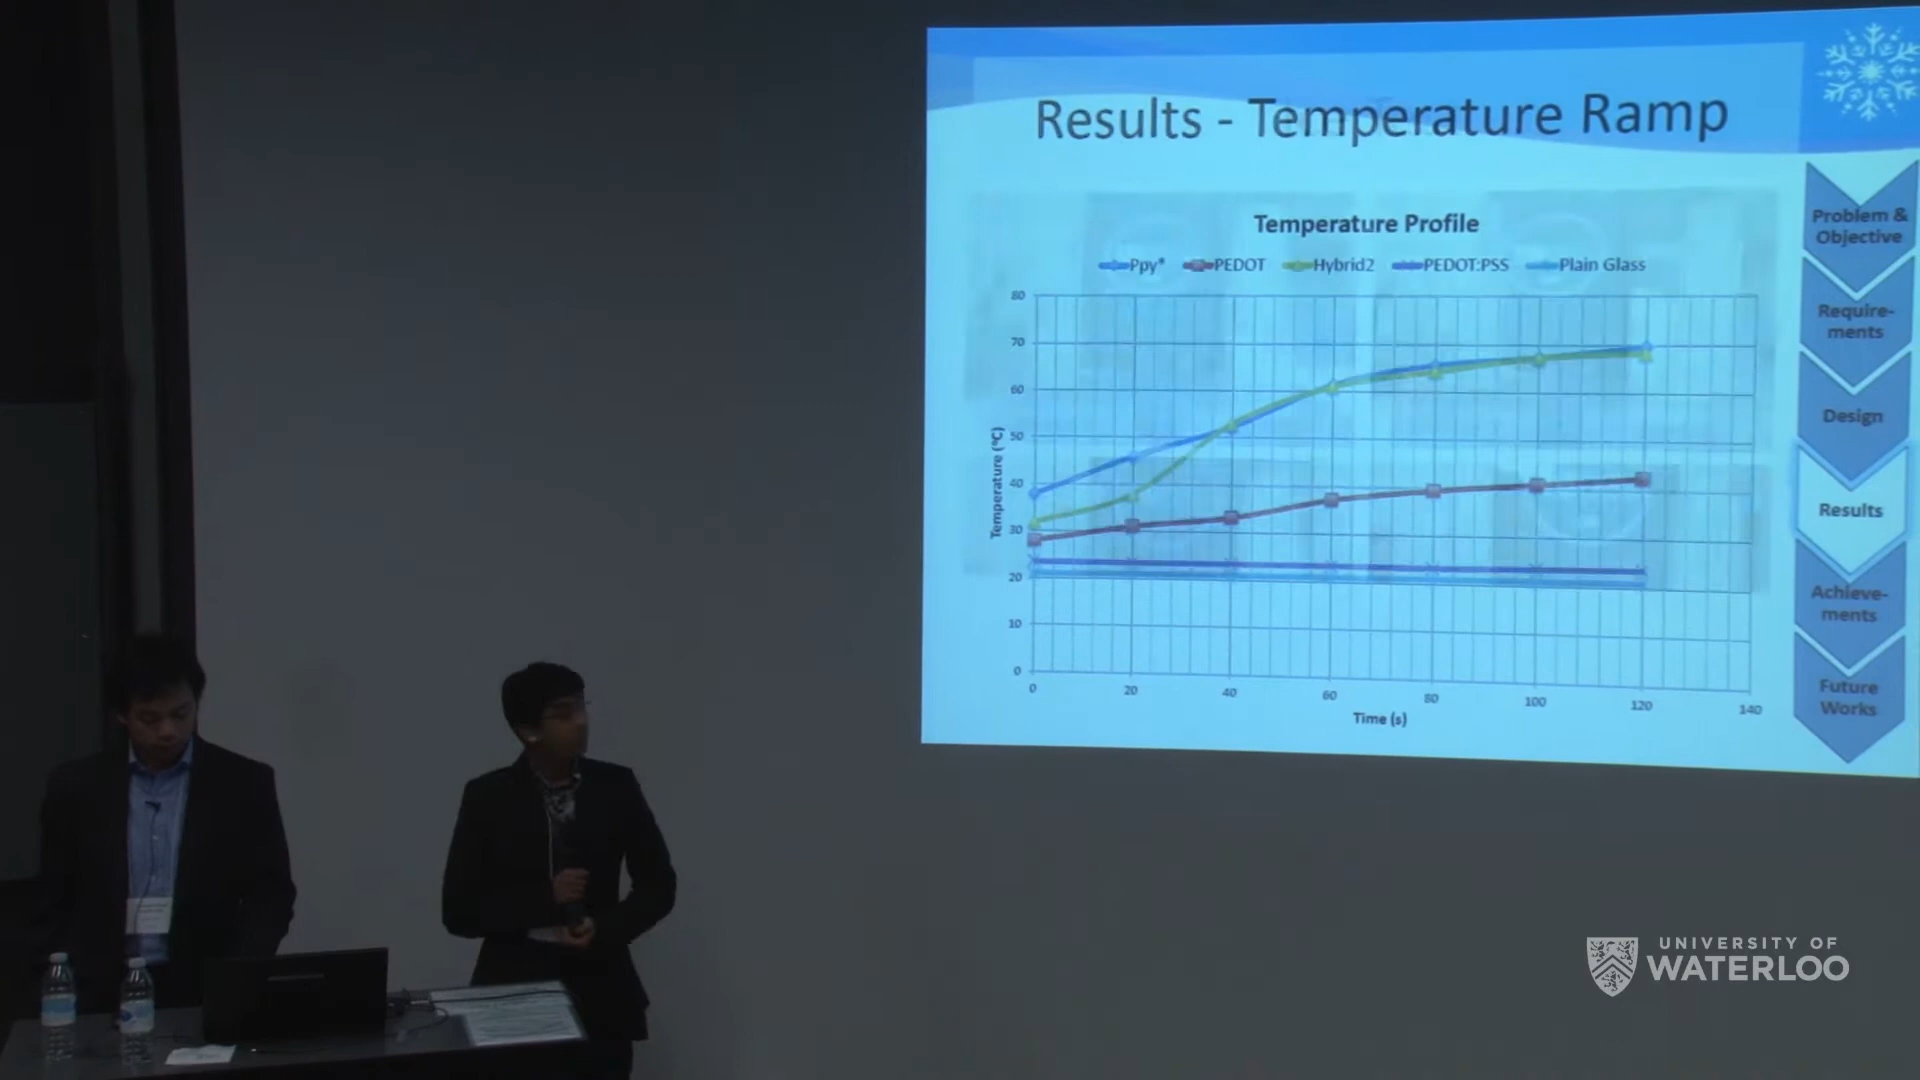 Results - Temperature Ramp
Temperature Profile
Ppy* PEDOT Hybrid2 PEDOT:PSS Plain Glass
80
70
60
50
40
30
20
10
0
Temperature (°C)
0 20 40 60 80 100 120 140
Time (s)
Problem &
Objective
Require-
ments
Design
Results
Achieve-
ments
Future
Works
UNIVERSITY OF
WATERLOO